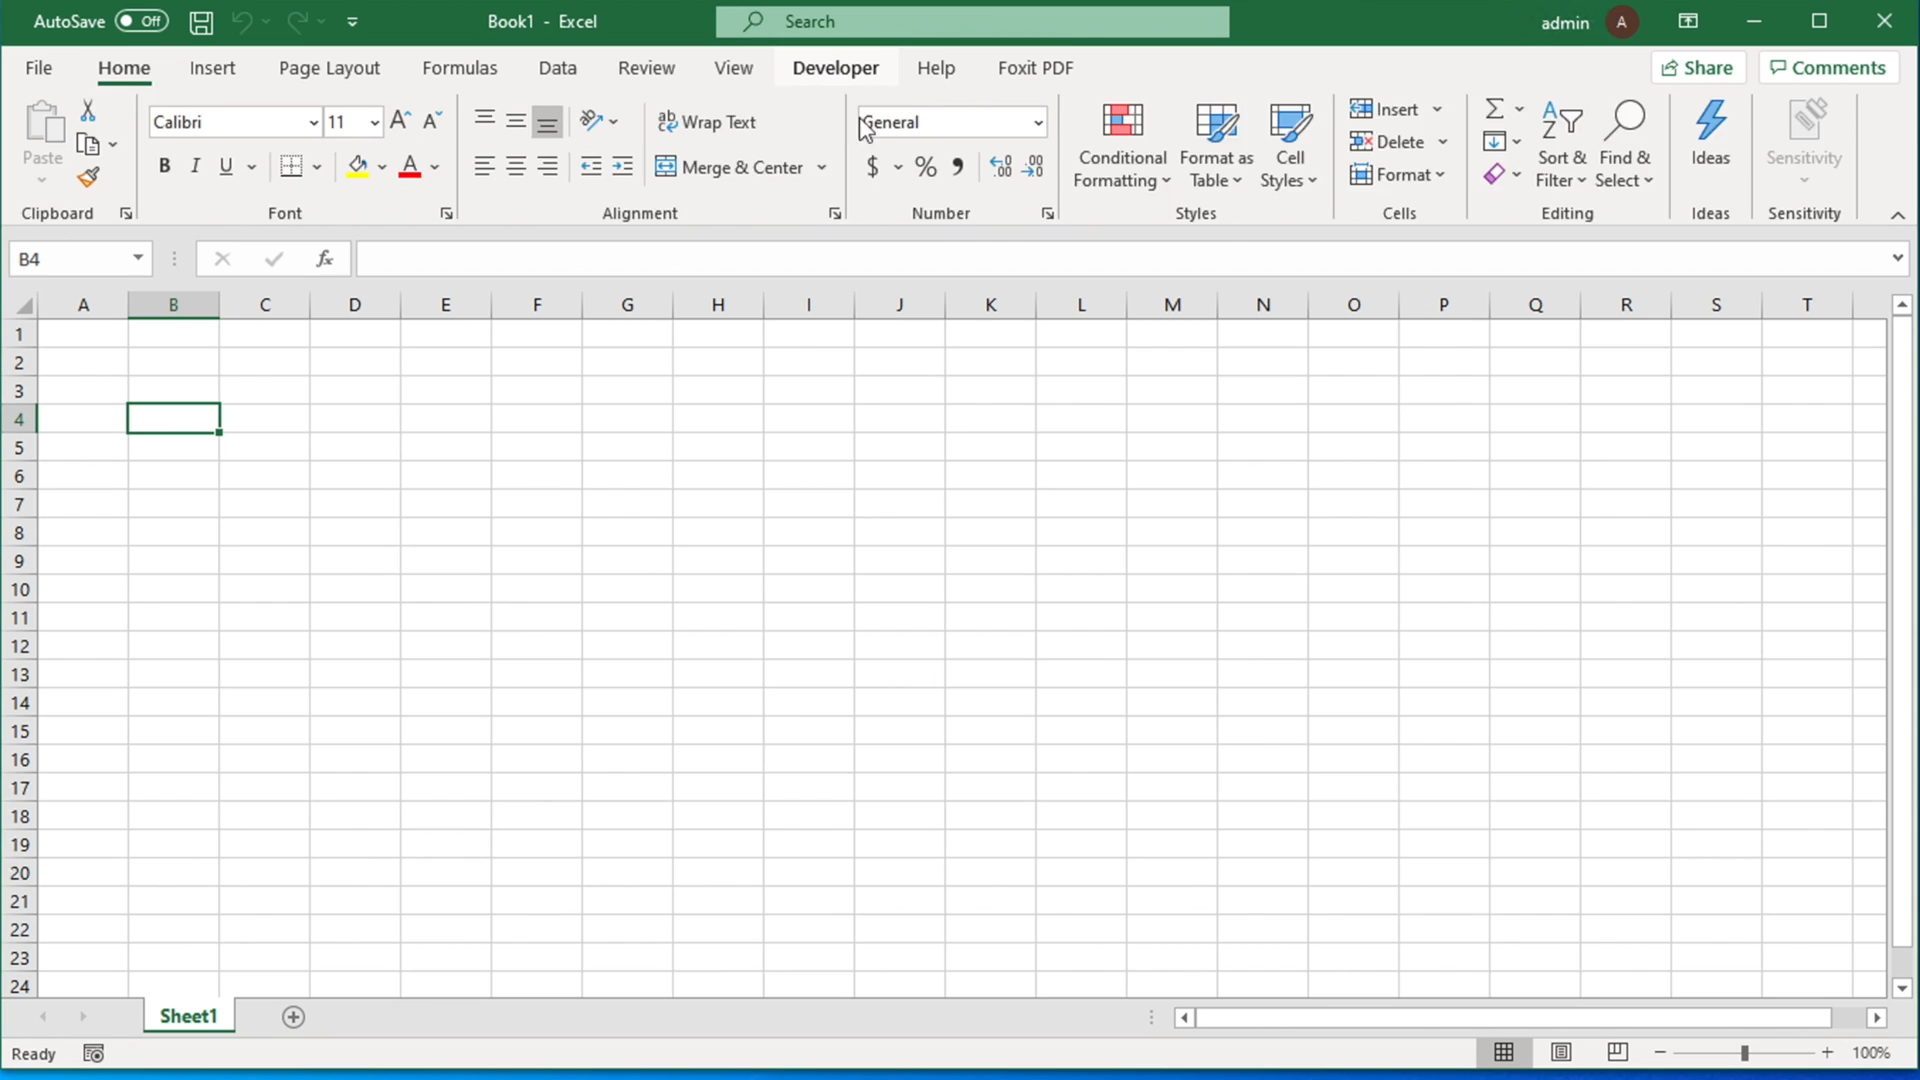 AutoSave Off Book1 - Excel Search admin A
File Home Insert Page Layout Formulas Data Review View Developer Help Foxit PDF Share Comments
Paste
Clipboard
Calibri 11 A A
B I U A
Font
ab Wrap Text
Merge & Center
Alignment
General
$ % , .00 .00
Number
Conditional Formatting
Format as Table
Cell Styles
Styles
Insert
Delete
Format
Cells
Sort & Filter
Find & Select
Editing
Ideas
Ideas
Sensitivity
Sensitivity
B4 fx
A B C D E F G H I J K L M N O P Q R S T
1
2
3
4
5
6
7
8
9
10
11
12
13
14
15
16
17
18
19
20
21
22
23
24
Sheet1
Ready 100%